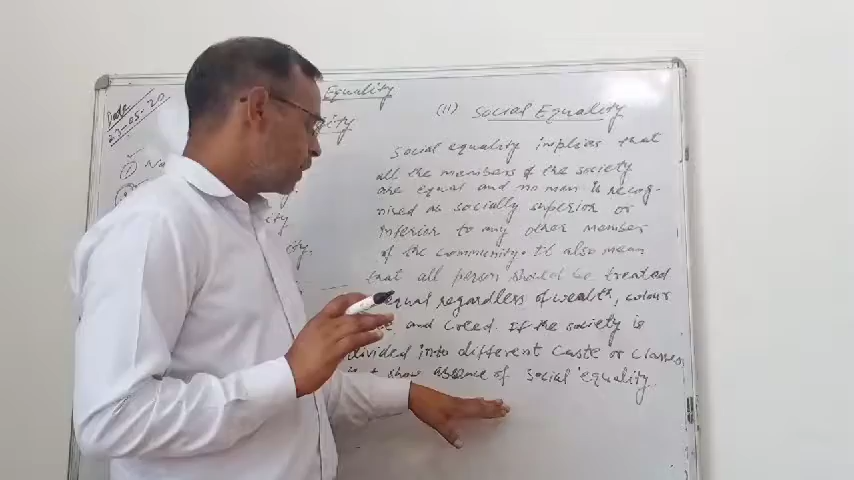 Date
23-05-20
Equality
(ii) Social Equality
Social equality implies that
all the members of the society
are equal and no man is recog-
nised as socially superior or
inferior to any other member
of the community. It also mean
that all person should be treated
equal regardless of wealth, colour
and Creed. If the society is
divided into different Caste or Classes,
show absence of Social equality.